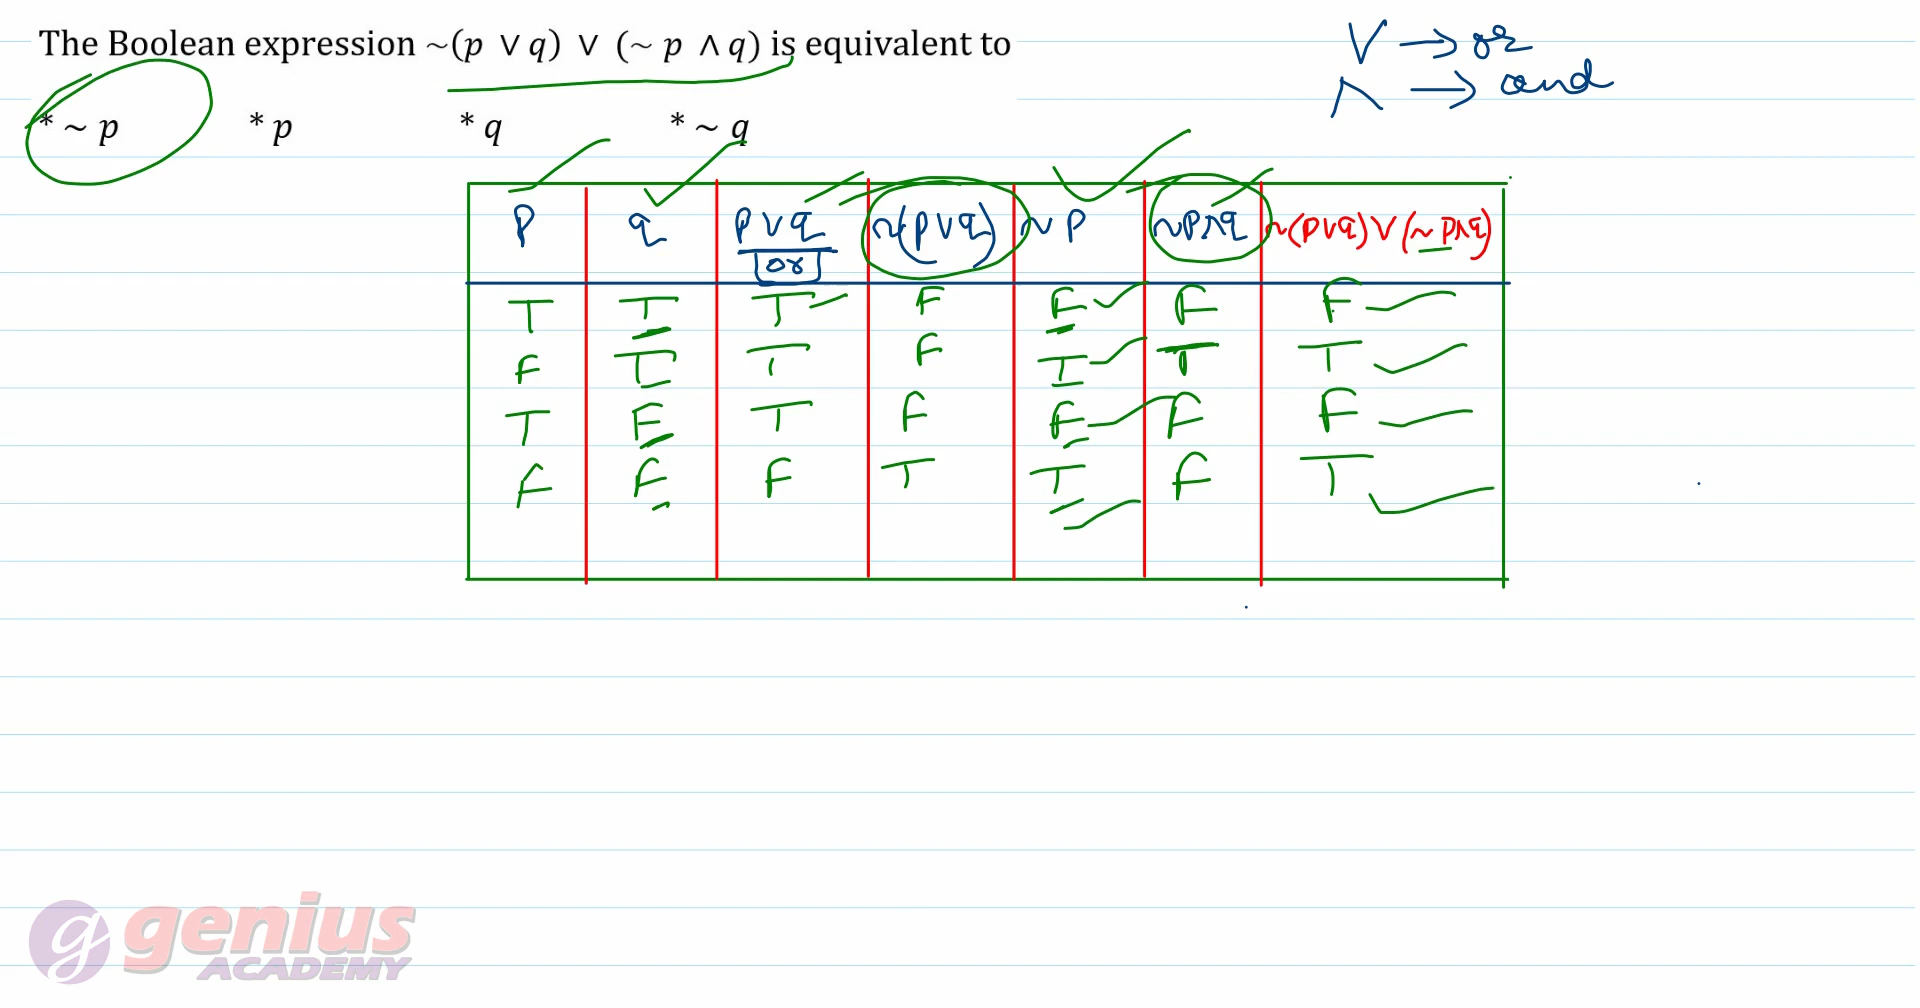 The Boolean expression ~(p ∨ q) ∨ (~ p ∧ q) is equivalent to
* ~ p * p * q * ~ q
V → or
Λ → and
P q p∨q ~(p∨q) ~P ~P∧q ~(P∨q) ∨ (~P∧q)
or
T T T F F F F
F T T F T T T
T F T F F F F
F F F T T F T
g genius
ACADEMY